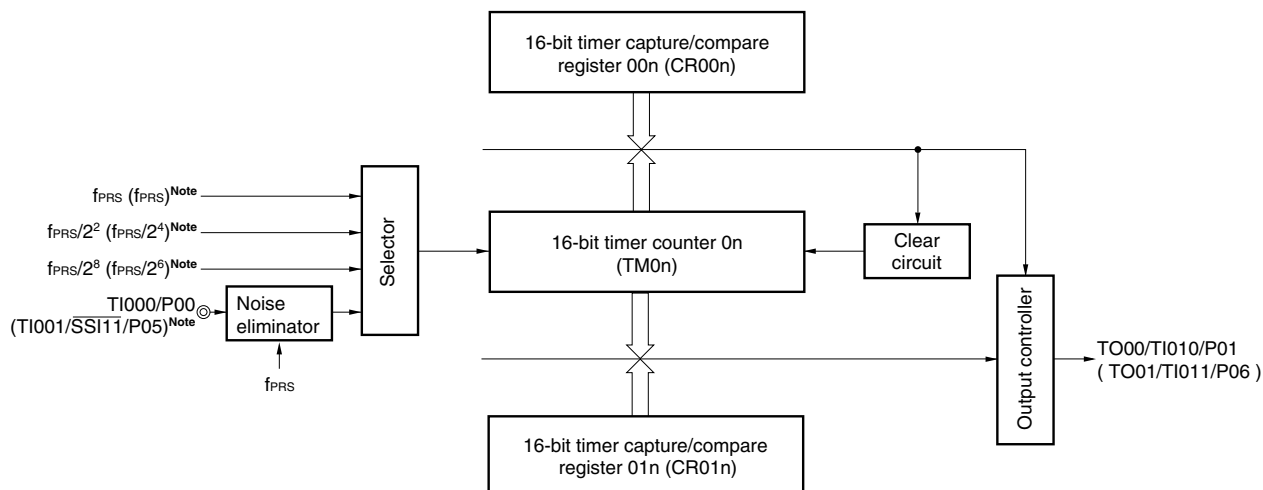 16-bit timer capture/compare
register 00n (CR00n)
fPRS (fPRS)Note
fPRS/2² (fPRS/2⁴)Note
fPRS/2⁸ (fPRS/2⁶)Note
TI000/P00
(TI001/S̅S̅I̅1̅1̅/P05)Note
Noise
eliminator
fPRS
Selector
16-bit timer counter 0n
(TM0n)
Clear
circuit
Output controller
TO00/TI010/P01
( TO01/TI011/P06 )
16-bit timer capture/compare
register 01n (CR01n)